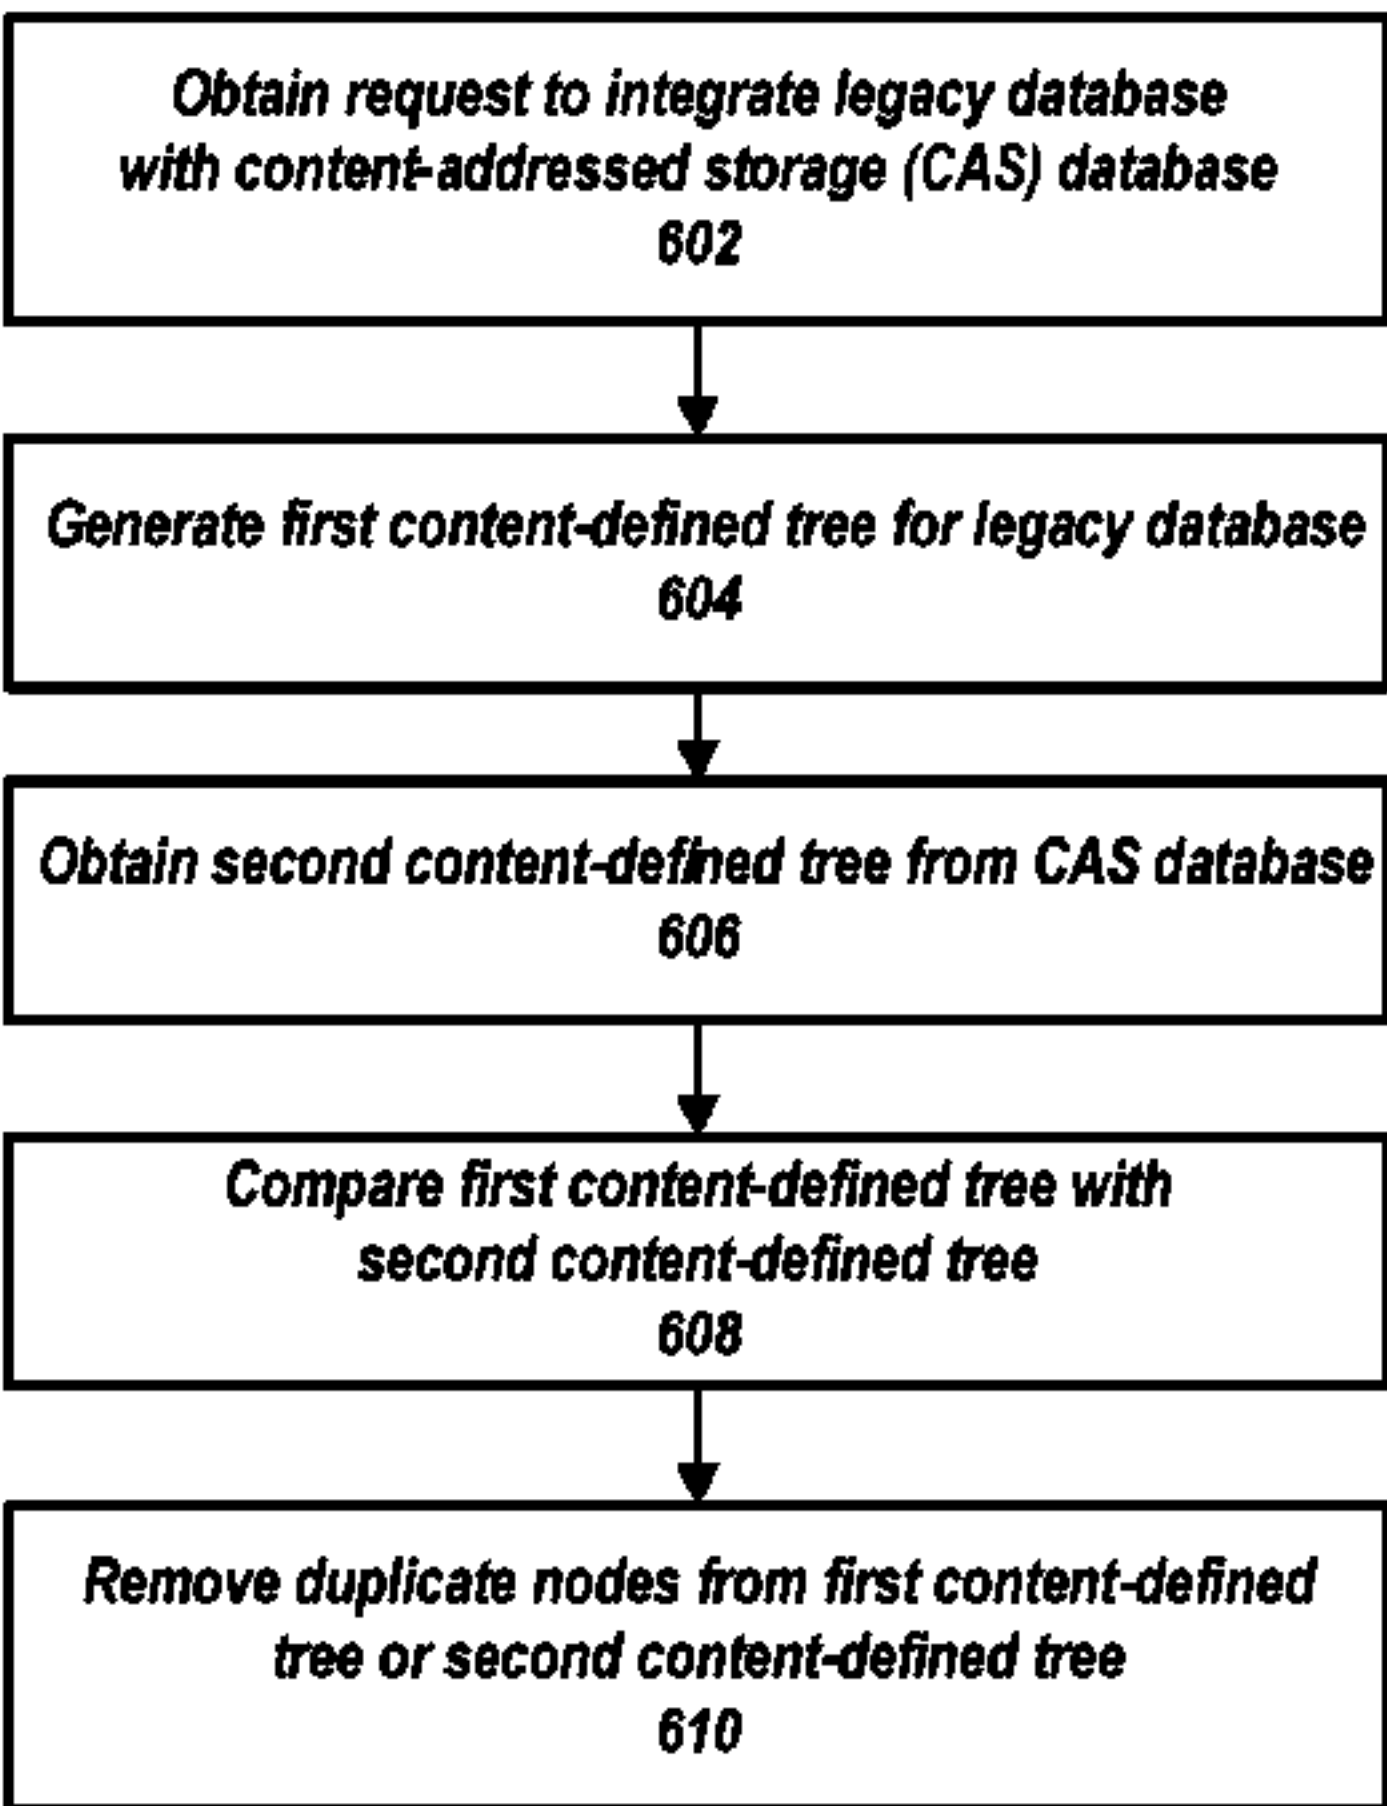 Obtain request to integrate legacy database
with content-addressed storage (CAS) database
602
Generate first content-defined tree for legacy database
604
Obtain second content-defined tree from CAS database
606
Compare first content-defined tree with
second content-defined tree
608
Remove duplicate nodes from first content-defined
tree or second content-defined tree
610